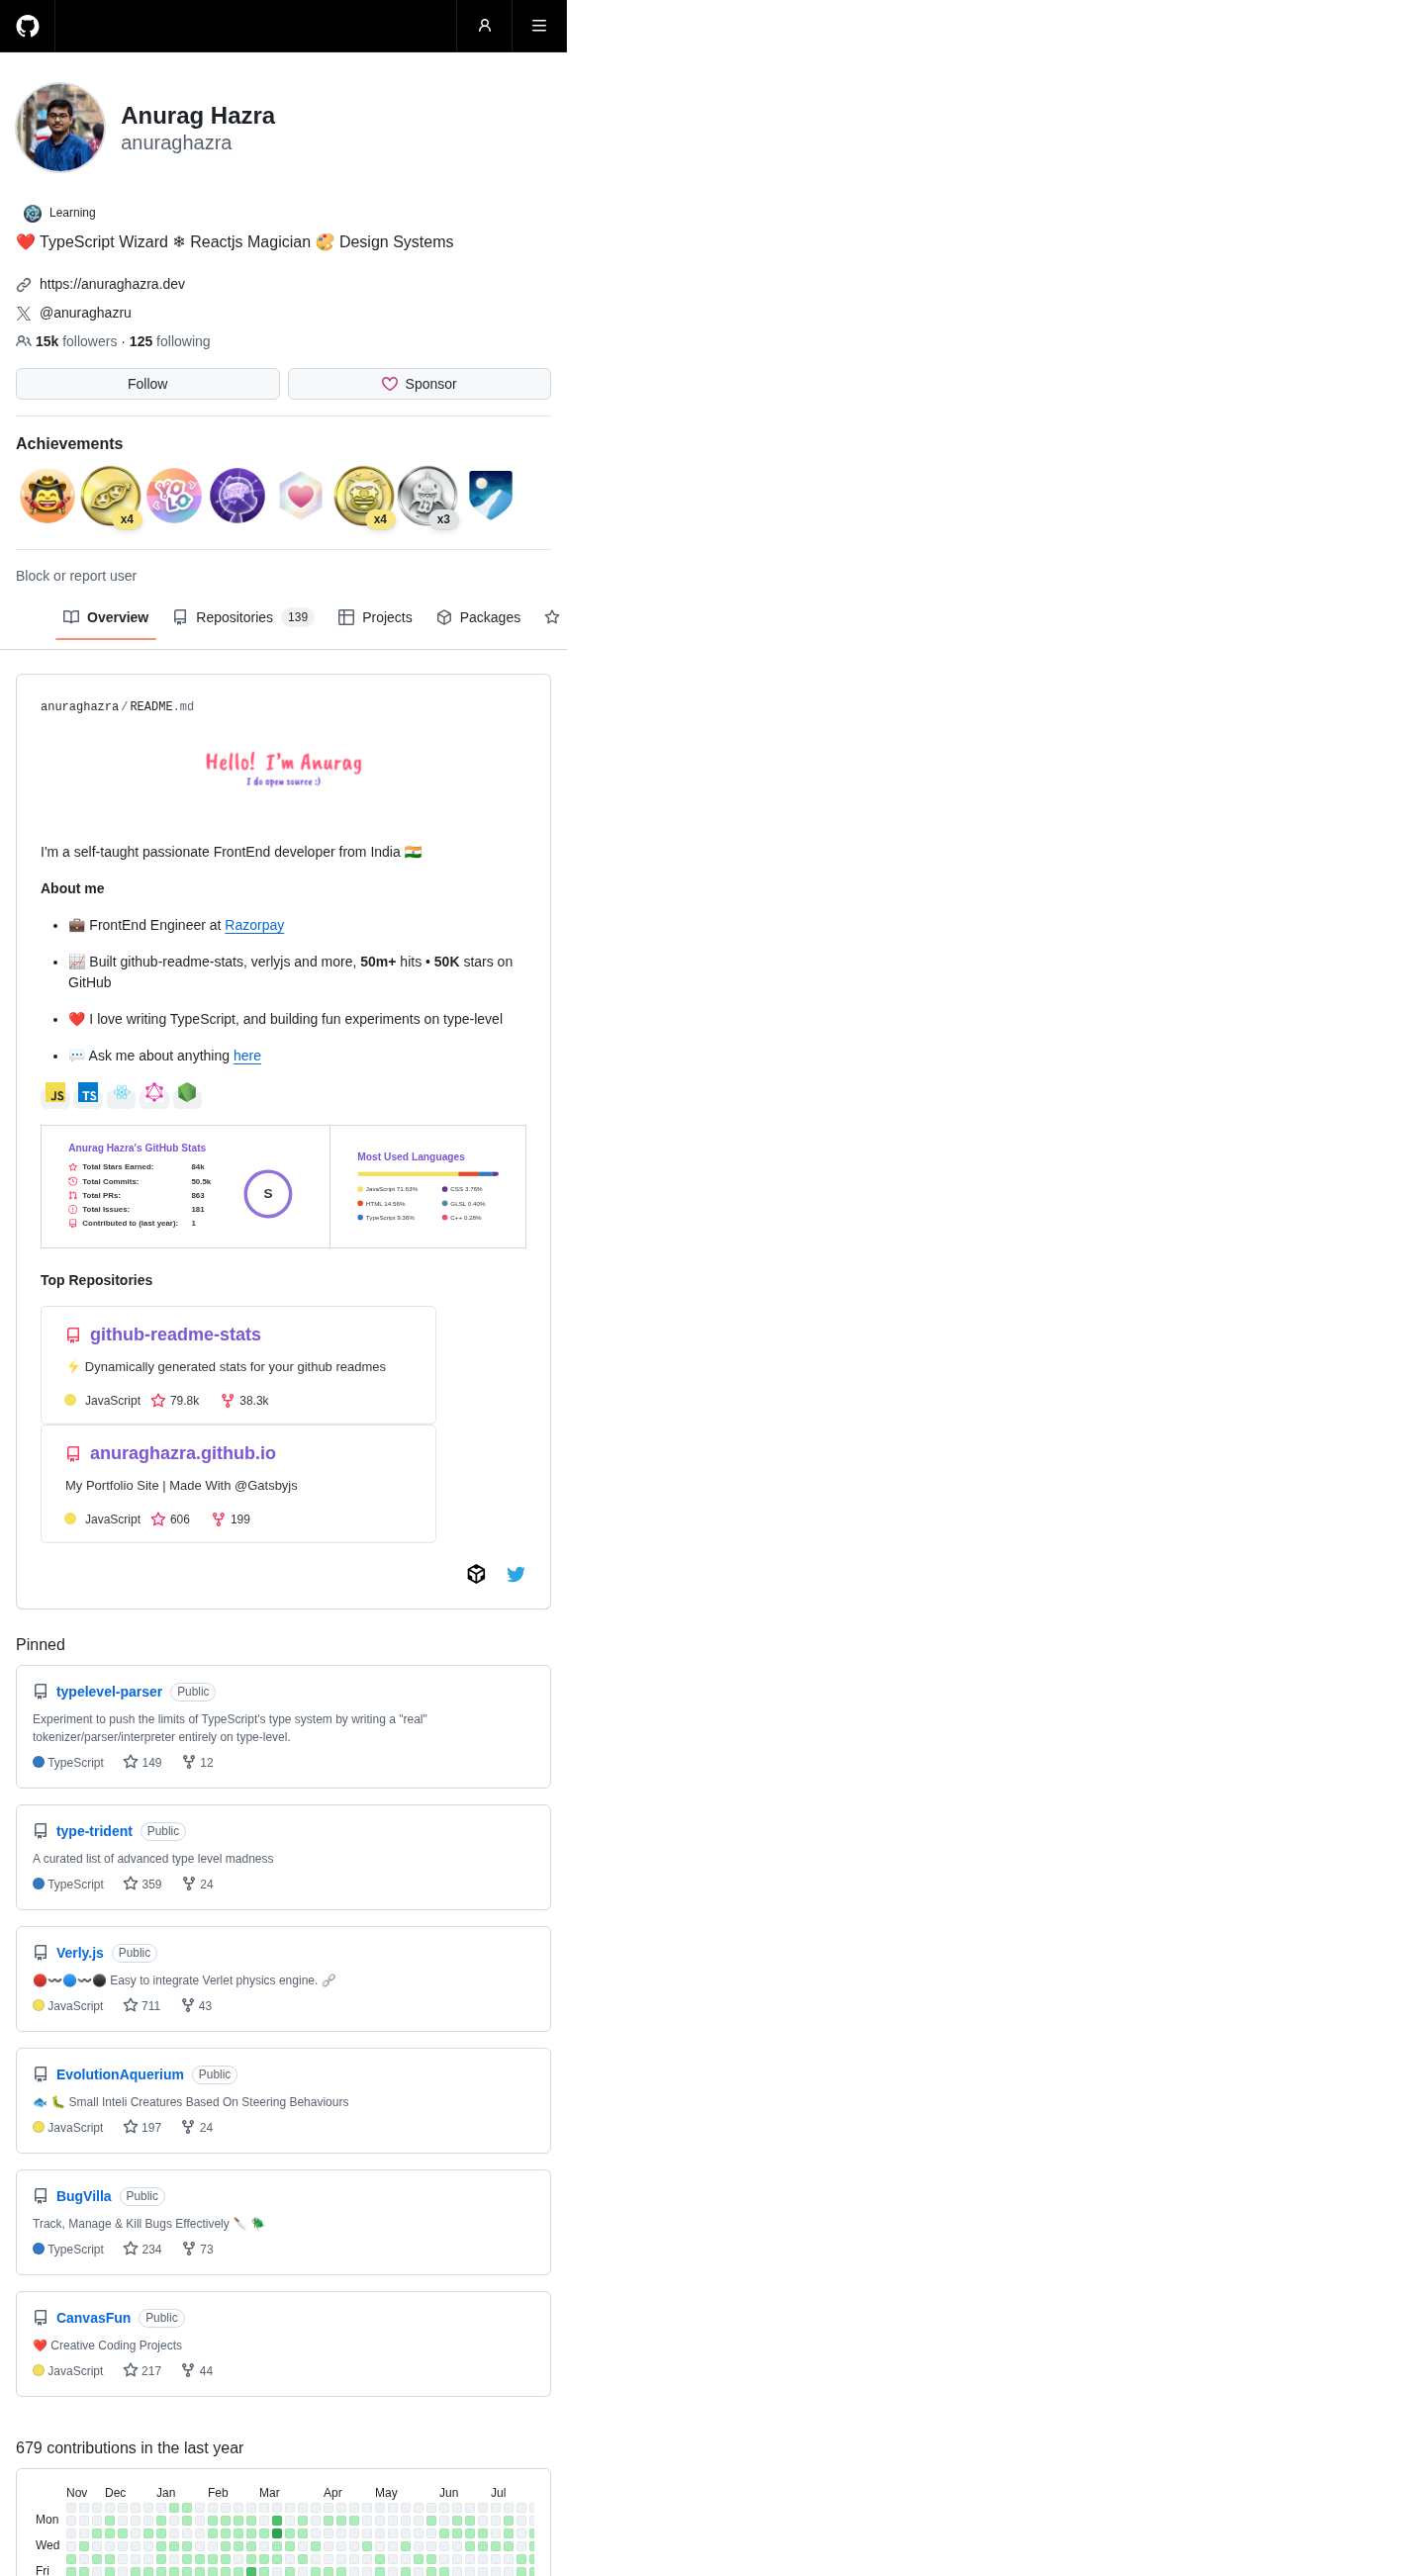 Anurag Hazra
anuraghazra
Learning
❤️ TypeScript Wizard ❄ Reactjs Magician 🎨 Design Systems
https://anuraghazra.dev
@anuraghazru
15k followers · 125 following
Follow
Sponsor
Achievements
YOLO
x4
x4
x3
Block or report user
Overview
Repositories 139
Projects
Packages
anuraghazra/README.md
Hello! I'm Anurag
I do open source :)
I'm a self-taught passionate FrontEnd developer from India 🇮🇳
About me
• 💼 FrontEnd Engineer at Razorpay
• 📈 Built github-readme-stats, verlyjs and more, 50m+ hits • 50K stars on
GitHub
• ❤️ I love writing TypeScript, and building fun experiments on type-level
• 💬 Ask me about anything here
JS
TS
Anurag Hazra's GitHub Stats
Total Stars Earned: 84k
Total Commits: 50.5k
Total PRs: 863
Total Issues: 181
Contributed to (last year): 1
S
Most Used Languages
JavaScript 71.63%
CSS 3.76%
HTML 14.56%
GLSL 0.40%
TypeScript 9.36%
C++ 0.28%
Top Repositories
github-readme-stats
⚡ Dynamically generated stats for your github readmes
JavaScript 79.8k 38.3k
anuraghazra.github.io
My Portfolio Site | Made With @Gatsbyjs
JavaScript 606 199
Pinned
typelevel-parser Public
Experiment to push the limits of TypeScript's type system by writing a "real"
tokenizer/parser/interpreter entirely on type-level.
TypeScript 149 12
type-trident Public
A curated list of advanced type level madness
TypeScript 359 24
Verly.js Public
🔴〰️🔵〰️⚫ Easy to integrate Verlet physics engine. 🔗
JavaScript 711 43
EvolutionAquerium Public
🐟 🐛 Small Inteli Creatures Based On Steering Behaviours
JavaScript 197 24
BugVilla Public
Track, Manage & Kill Bugs Effectively 🔪 🪲
TypeScript 234 73
CanvasFun Public
❤️ Creative Coding Projects
JavaScript 217 44
679 contributions in the last year
Nov Dec Jan Feb Mar Apr May Jun Jul
Mon
Wed
Fri